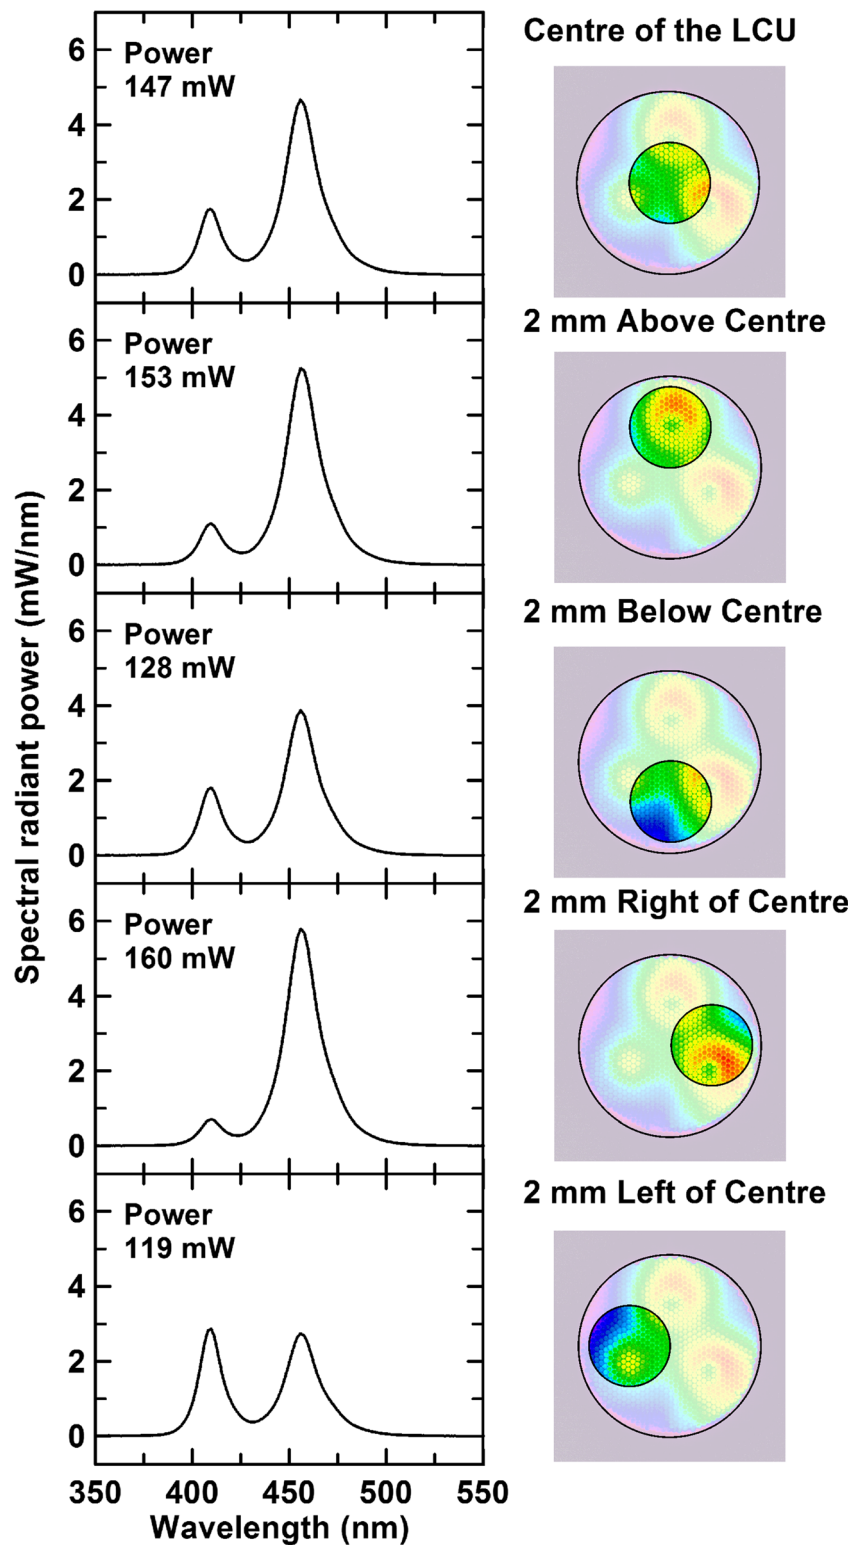 Centre of the LCU
6
4
2
0
Power
147 mW
2 mm Above Centre
6
4
2
0
Power
153 mW
2 mm Below Centre
6
4
2
0
Power
128 mW
2 mm Right of Centre
6
4
2
0
Power
160 mW
2 mm Left of Centre
6
4
2
0
Power
119 mW
350 400 450 500 550
Wavelength (nm)
Spectral radiant power (mW/nm)